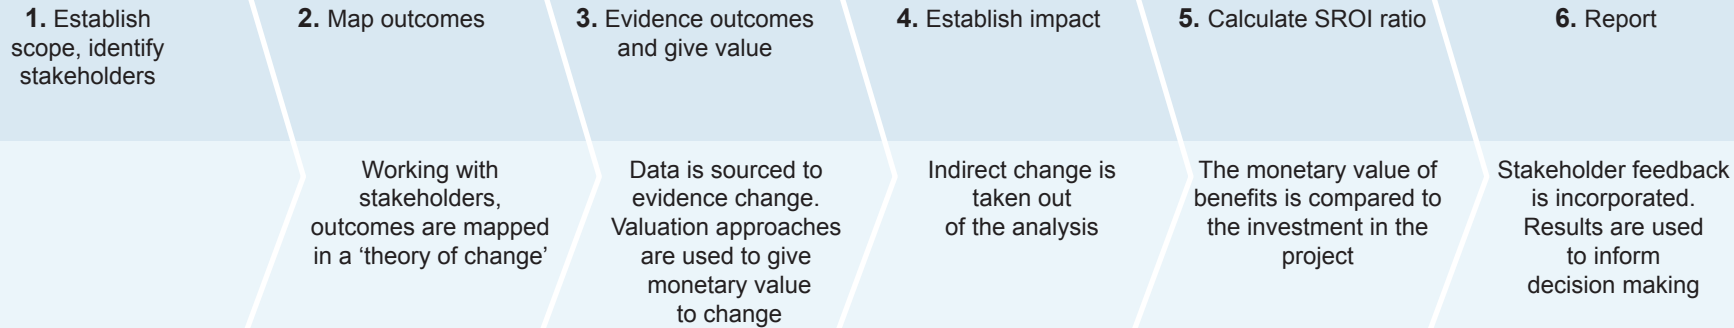 1. Establish
scope, identify
stakeholders
2. Map outcomes
3. Evidence outcomes
and give value
4. Establish impact
5. Calculate SROI ratio
6. Report
Working with
stakeholders,
outcomes are mapped
in a ‘theory of change’
Data is sourced to
evidence change.
Valuation approaches
are used to give
monetary value
to change
Indirect change is
taken out
of the analysis
The monetary value of
benefits is compared to
the investment in the
project
Stakeholder feedback
is incorporated.
Results are used
to inform
decision making